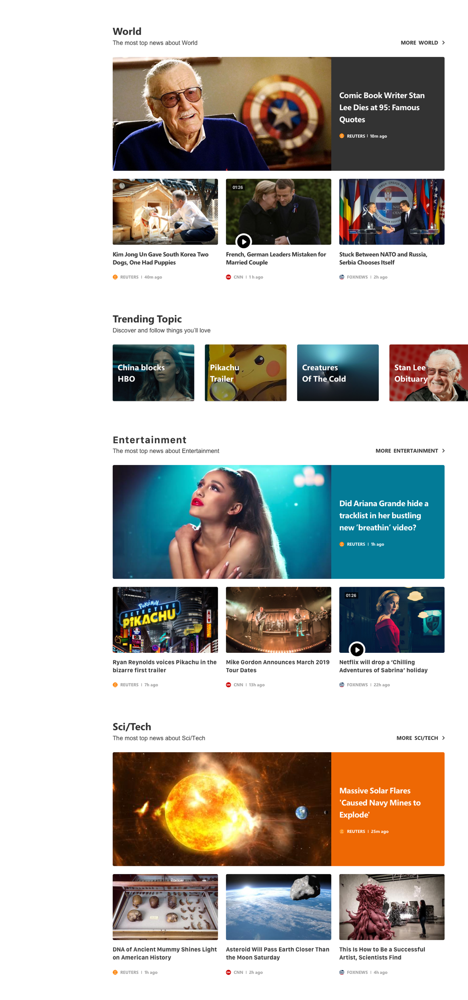 World
The most top news about World
MORE WORLD
Comic Book Writer Stan
Lee Dies at 95: Famous
Quotes
REUTERS | 10m ago
01:26
SRBIJA · СРБИЈА 2018
Kim Jong Un Gave South Korea Two
Dogs, One Had Puppies
REUTERS | 40m ago
French, German Leaders Mistaken for
Married Couple
CNN | 1 h ago
Stuck Between NATO and Russia,
Serbia Chooses Itself
FOXNEWS | 2h ago
Trending Topic
Discover and follow things you'll love
China blocks
HBO
Pikachu
Trailer
Creatures
Of The Cold
Stan Lee
Obituary
Entertainment
The most top news about Entertainment
MORE ENTERTAINMENT
Did Ariana Grande hide a
tracklist in her bustling
new ’breathin’ video?
REUTERS | 1h ago
POKéMON
DETECTIVE
PiKACHU
01:26
Ryan Reynolds voices Pikachu in the
bizarre first trailer
REUTERS | 7h ago
Mike Gordon Announces March 2019
Tour Dates
CNN | 13h ago
Netflix will drop a ‘Chilling
Adventures of Sabrina’ holiday
FOXNEWS | 22h ago
Sci/Tech
The most top news about Sci/Tech
MORE SCI/TECH
Massive Solar Flares
'Caused Navy Mines to
Explode'
REUTERS | 25m ago
DNA of Ancient Mummy Shines Light
on American History
REUTERS | 1h ago
Asteroid Will Pass Earth Closer Than
the Moon Saturday
CNN | 2h ago
This Is How to Be a Successful
Artist, Scientists Find
FOXNEWS | 4h ago